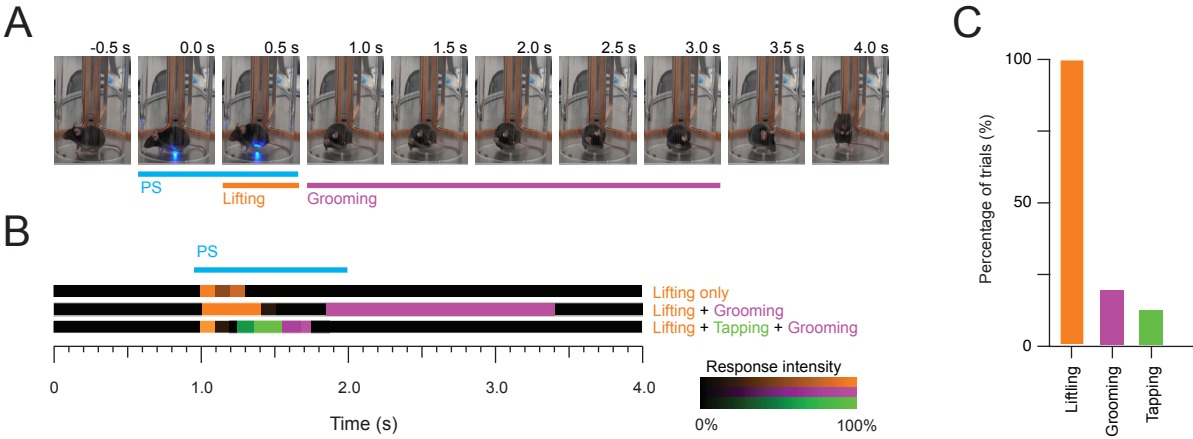 A
-0.5 s 0.0 s 0.5 s 1.0 s 1.5 s 2.0 s 2.5 s 3.0 s 3.5 s 4.0 s
PS
Lifting
Grooming
B
PS
Lifting only
Lifting + Grooming
Lifting + Tapping + Grooming
0 1.0 2.0 3.0 4.0
Time (s)
Response intensity
0% 100%
C
Percentage of trials (%)
100
50
0
Liftling
Grooming
Tapping